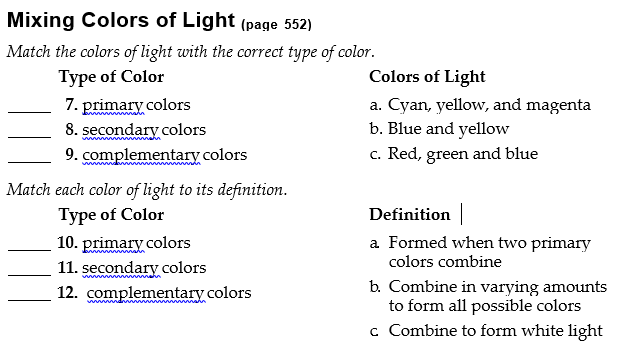 Mixing Colors of Light (page 552)
Match the colors of light with the correct type of color.
Type of Color Colors of Light
_____ 7. primary colors a. Cyan, yellow, and magenta
_____ 8. secondary colors b. Blue and yellow
_____ 9. complementary colors c. Red, green and blue
Match each color of light to its definition.
Type of Color Definition
_____ 10. primary colors a Formed when two primary
colors combine
_____ 11. secondary colors
_____ 12. complementary colors b. Combine in varying amounts
to form all possible colors
c Combine to form white light